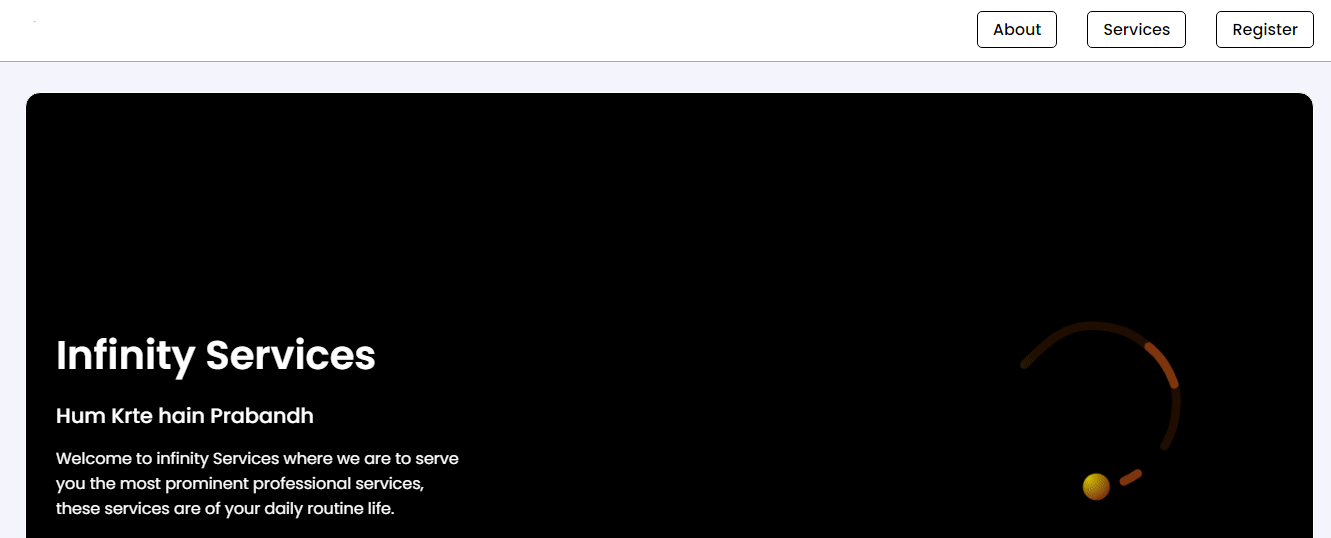 About
Services
Register
Infinity Services
Hum Krte hain Prabandh
Welcome to infinity Services where we are to serve
you the most prominent professional services,
these services are of your daily routine life.